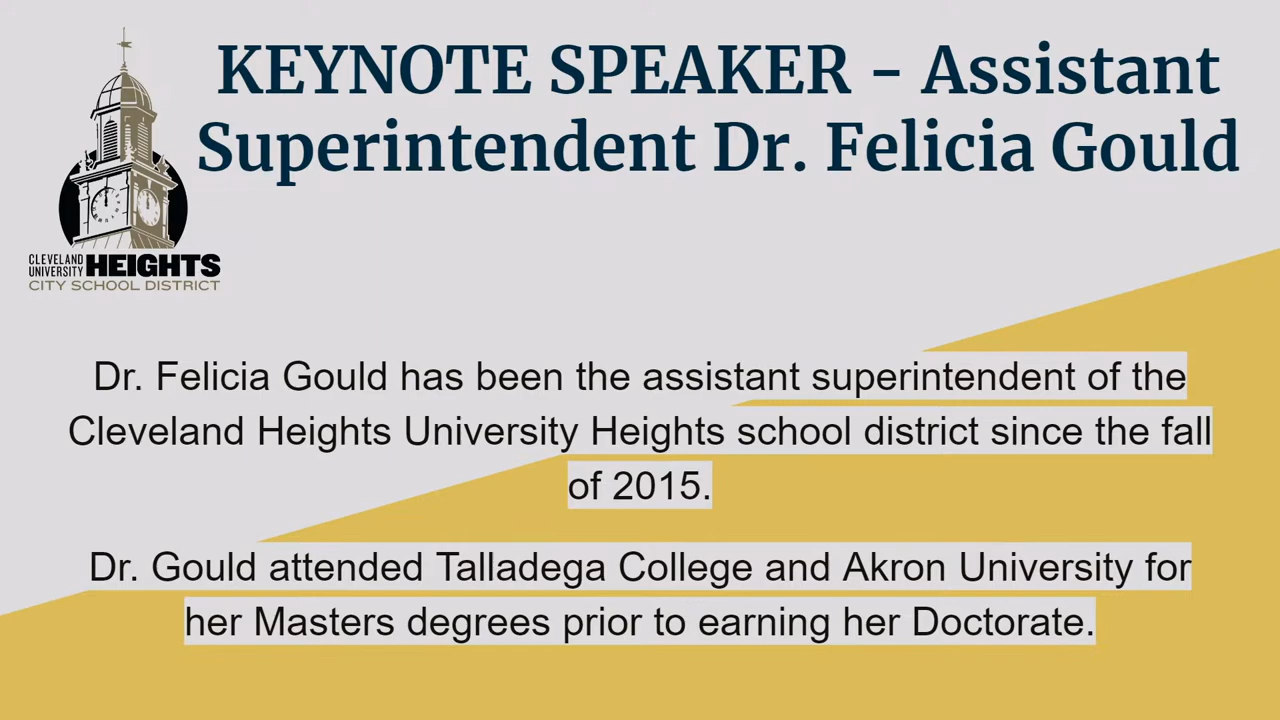 KEYNOTE SPEAKER - Assistant
Superintendent Dr. Felicia Gould
CLEVELAND
UNIVERSITY HEIGHTS
CITY SCHOOL DISTRICT
Dr. Felicia Gould has been the assistant superintendent of the
Cleveland Heights University Heights school district since the fall
of 2015.
Dr. Gould attended Talladega College and Akron University for
her Masters degrees prior to earning her Doctorate.